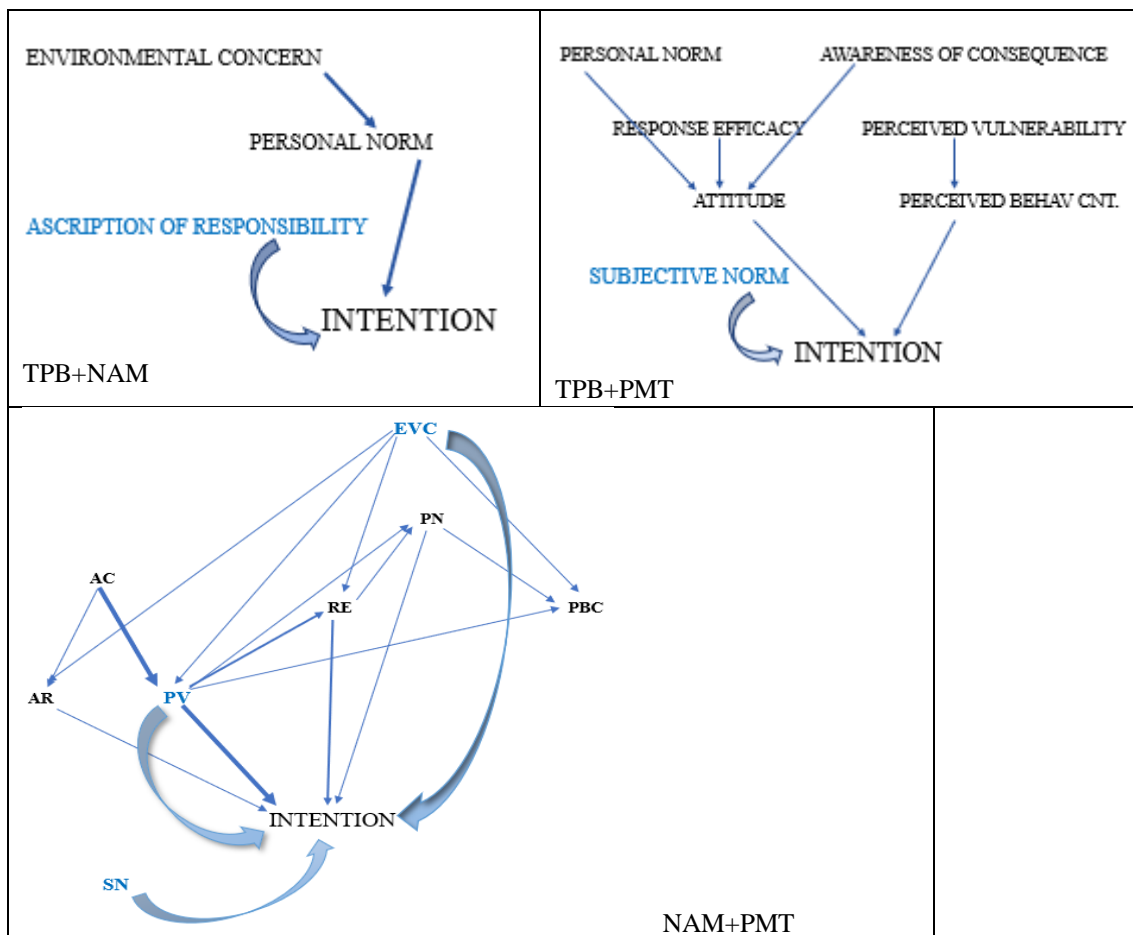 ENVIRONMENTAL CONCERN
PERSONAL NORM
ASCRIPTION OF RESPONSIBILITY
INTENTION
TPB+NAM
PERSONAL NORM
AWARENESS OF CONSEQUENCE
RESPONSE EFFICACY
PERCEIVED VULNERABILITY
ATTITUDE
PERCEIVED BEHAV CNT.
SUBJECTIVE NORM
INTENTION
TPB+PMT
EVC
PN
AC
RE
PBC
AR
PV
INTENTION
SN
NAM+PMT